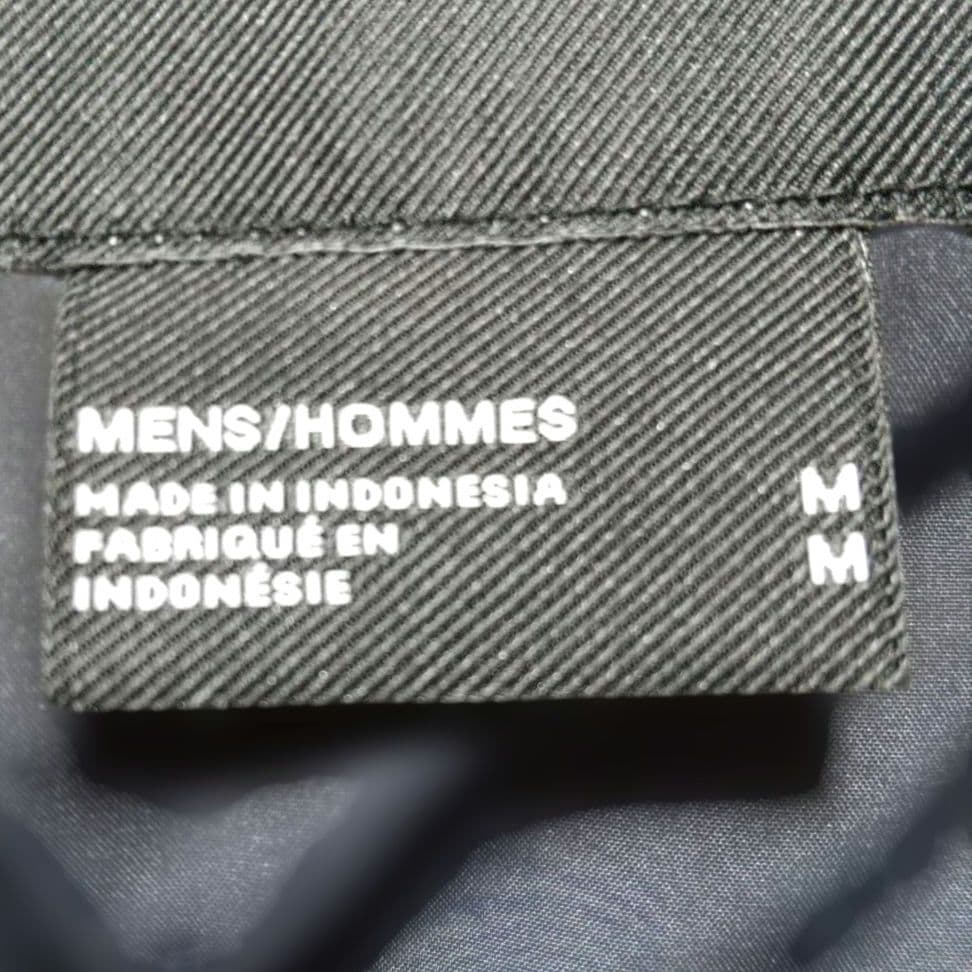 MENS/HOMMES
MADE IN INDONESIA M
FABRIQUÉ EN M
INDONÉSIE